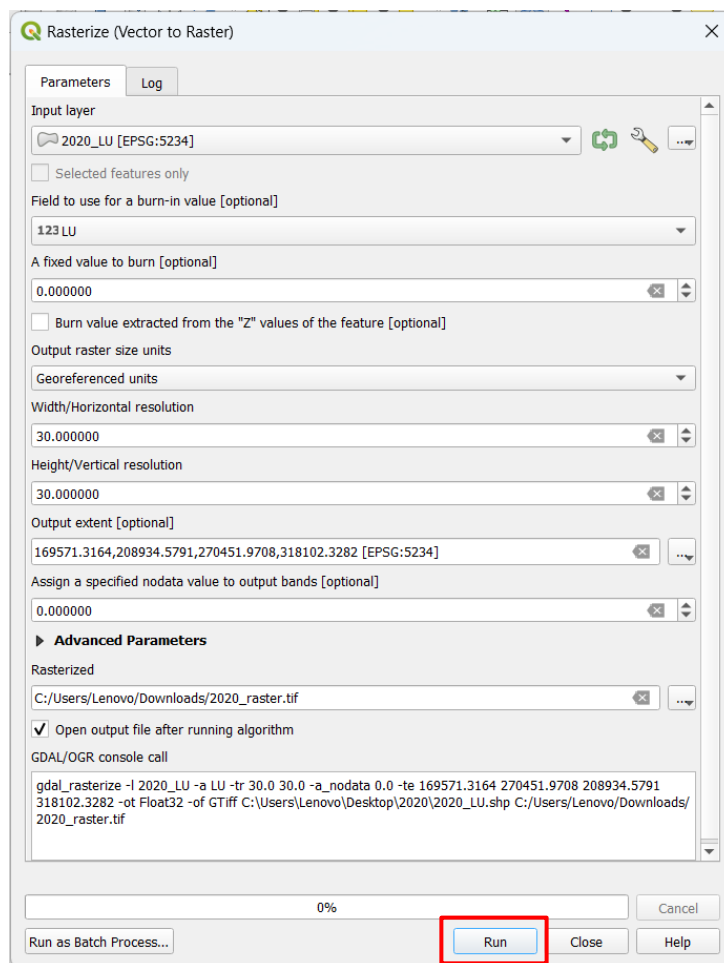 Rasterize (Vector to Raster)
Parameters Log
Input layer
2020_LU [EPSG:5234]
Selected features only
Field to use for a burn-in value [optional]
123 LU
A fixed value to burn [optional]
0.000000
Burn value extracted from the "Z" values of the feature [optional]
Output raster size units
Georeferenced units
Width/Horizontal resolution
30.000000
Height/Vertical resolution
30.000000
Output extent [optional]
169571.3164,208934.5791,270451.9708,318102.3282 [EPSG:5234]
Assign a specified nodata value to output bands [optional]
0.000000
Advanced Parameters
Rasterized
C:/Users/Lenovo/Downloads/2020_raster.tif
Open output file after running algorithm
GDAL/OGR console call
gdal_rasterize -l 2020_LU -a LU -tr 30.0 30.0 -a_nodata 0.0 -te 169571.3164 270451.9708 208934.5791
318102.3282 -ot Float32 -of GTiff C:\Users\Lenovo\Desktop\2020\2020_LU.shp C:/Users/Lenovo/Downloads/
2020_raster.tif
0% Cancel
Run as Batch Process... Run Close Help